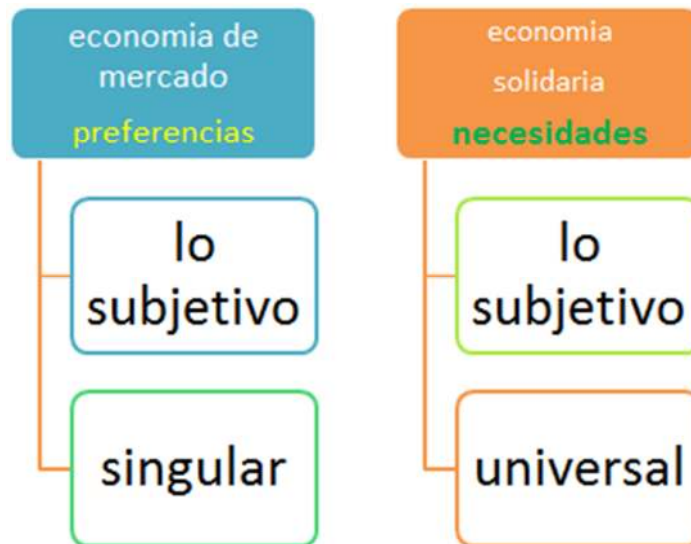 economia de
mercado
preferencias
lo
subjetivo
singular
economia
solidaria
necesidades
lo
subjetivo
universal